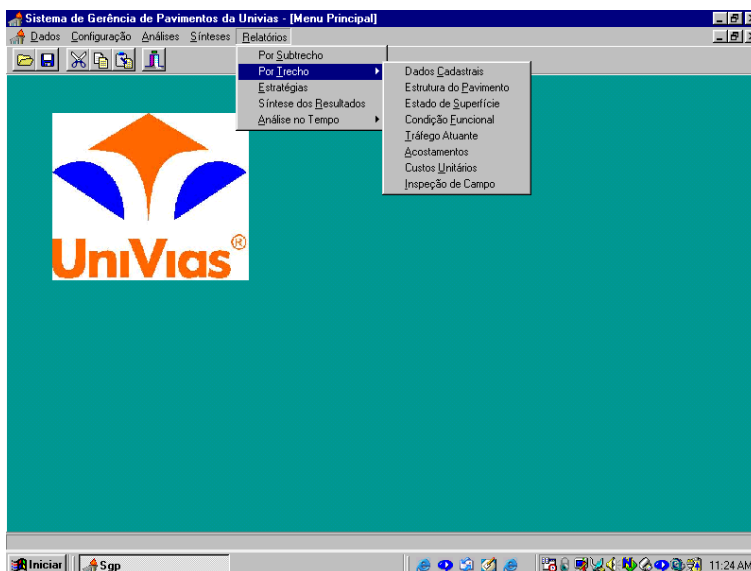 Sistema de Gerência de Pavimentos da Univias - [Menu Principal]
Dados Configuração Análises Sínteses Relatórios
Por Subtrecho
Por Trecho
Estratégias
Síntese dos Resultados
Análise no Tempo
Dados Cadastrais
Estrutura do Pavimento
Estado de Superfície
Condição Funcional
Tráfego Atuante
Acostamentos
Custos Unitários
Inspeção de Campo
UniVias®
Iniciar
Sgp
11:24 AM